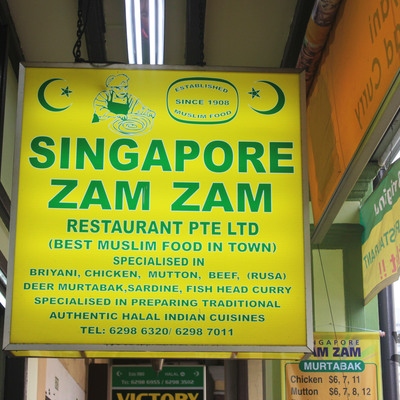 ESTABLISHED
SINCE 1908
MUSLIM FOOD
SINGAPORE
ZAM ZAM
RESTAURANT PTE LTD
(BEST MUSLIM FOOD IN TOWN)
SPECIALISED IN
BRIYANI, CHICKEN, MUTTON, BEEF, (RUSA)
DEER MURTABAK,SARDINE, FISH HEAD CURRY
SPECIALISED IN PREPARING TRADITIONAL
AUTHENTIC HALAL INDIAN CUISINES
TEL: 6298 6320/ 6298 7011
VICTORY
SINGAPORE
ZAM ZAM
MURTABAK
Chicken $6, 7, 11
Mutton $6, 7, 8, 12
Curry